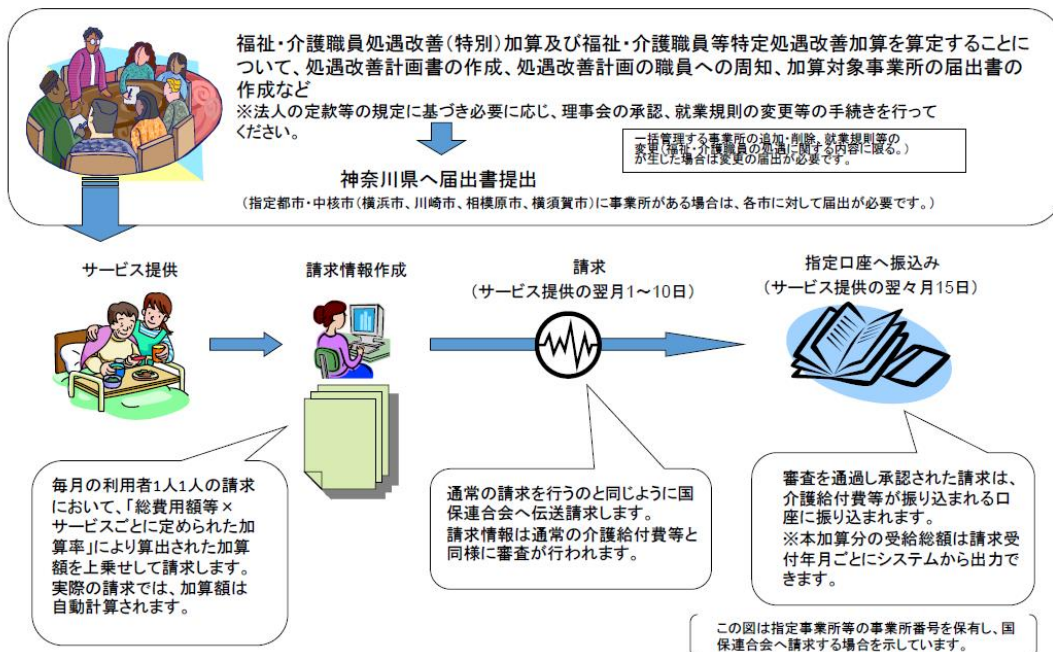 福祉・介護職員処遇改善(特別)加算及び福祉・介護職員等特定処遇改善加算を算定することに
ついて、処遇改善計画書の作成、処遇改善計画の職員への周知、加算対象事業所の届出書の
作成など
※法人の定款等の規定に基づき必要に応じ、理事会の承認、就業規則の変更等の手続きを行って
ください。
一括管理する事業所の追加・削除、就業規則等の
変更(福祉・介護職員の処遇に関する内容に限る。)
が生じた場合は変更の届出が必要です。
神奈川県へ届出書提出
(指定都市・中核市(横浜市、川崎市、相模原市、横須賀市)に事業所がある場合は、各市に対して届出が必要です。)
サービス提供
請求情報作成
請求
(サービス提供の翌月1～10日)
指定口座へ振込み
(サービス提供の翌々月15日)
毎月の利用者1人1人の請求
において、「総費用額等×
サービスごとに定められた加
算率」により算出された加算
額を上乗せして請求します。
実際の請求では、加算額は
自動計算されます。
通常の請求を行うのと同じように国
保連合会へ伝送請求します。
請求情報は通常の介護給付費等と
同様に審査が行われます。
審査を通過し承認された請求は、
介護給付費等が振り込まれる口
座に振り込まれます。
※本加算分の受給総額は請求受
付年月ごとにシステムから出力で
きます。
この図は指定事業所等の事業所番号を保有し、国
保連合会へ請求する場合を示しています。